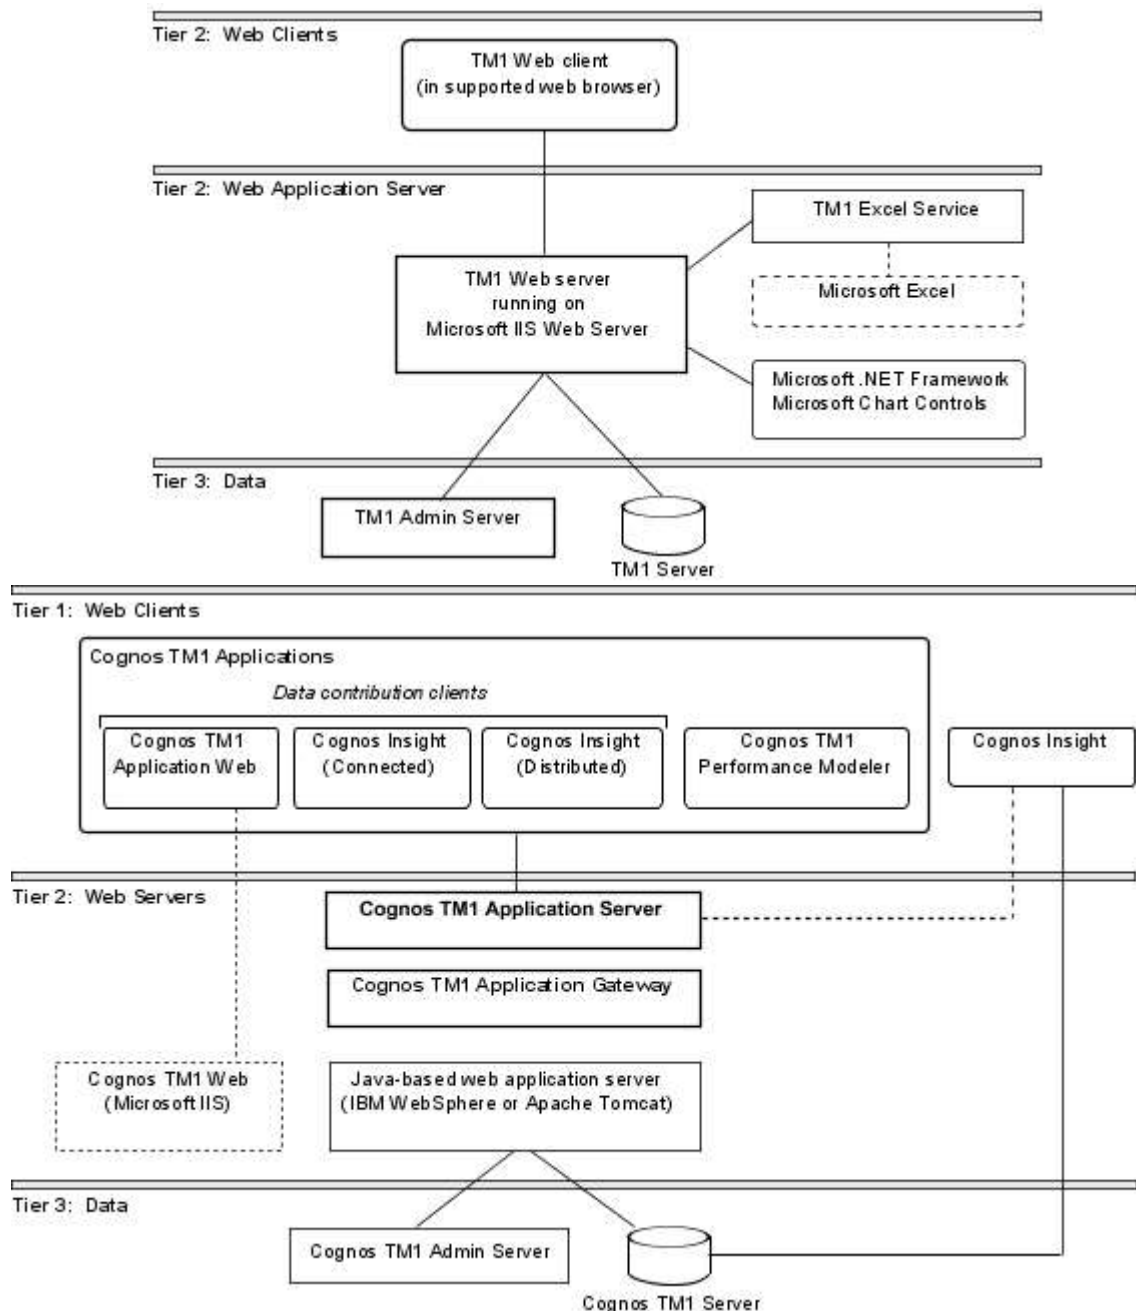 Tier 2: Web Clients
TM1 Web client
(in supported web browser)
Tier 2: Web Application Server
TM1 Excel Service
TM1 Web server
running on
Microsoft IIS Web Server
Microsoft Excel
Microsoft .NET Framework
Microsoft Chart Controls
Tier 3: Data
TM1 Admin Server
TM1 Server
Tier 1: Web Clients
Cognos TM1 Applications
Data contribution clients
Cognos TM1
Application Web
Cognos Insight
(Connected)
Cognos Insight
(Distributed)
Cognos TM1
Performance Modeler
Cognos Insight
Tier 2: Web Servers
Cognos TM1 Application Server
Cognos TM1 Application Gateway
Cognos TM1 Web
(Microsoft IIS)
Java-based web application server
(IBM WebSphere or Apache Tomcat)
Tier 3: Data
Cognos TM1 Admin Server
Cognos TM1 Server